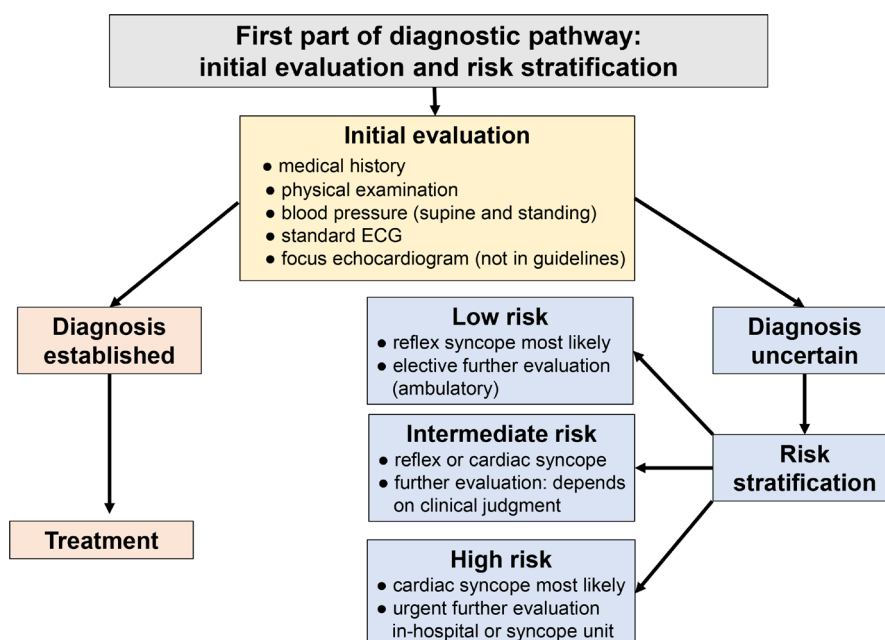 First part of diagnostic pathway:
initial evaluation and risk stratification
Initial evaluation
● medical history
● physical examination
● blood pressure (supine and standing)
● standard ECG
● focus echocardiogram (not in guidelines)
Diagnosis
established
Treatment
Diagnosis
uncertain
Risk
stratification
Low risk
● reflex syncope most likely
● elective further evaluation
(ambulatory)
Intermediate risk
● reflex or cardiac syncope
● further evaluation: depends
on clinical judgment
High risk
● cardiac syncope most likely
● urgent further evaluation
in-hospital or syncope unit